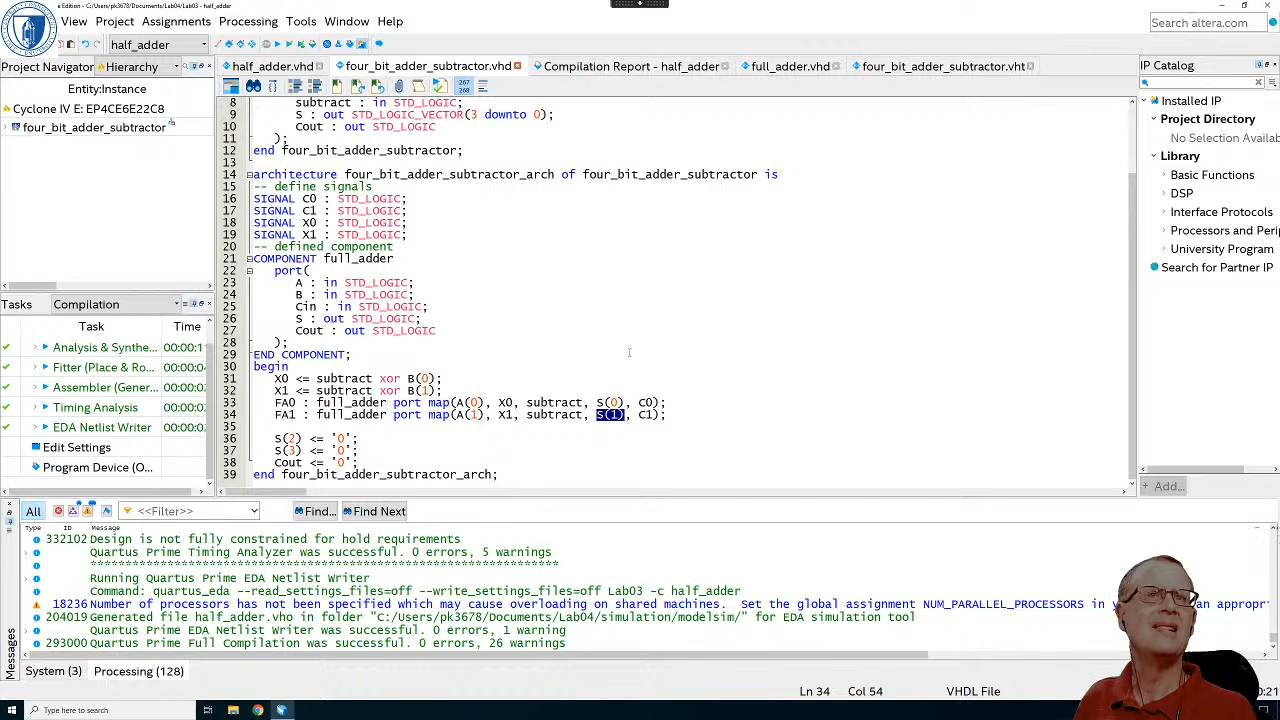 e Edition - C:/Users/pk3678/Documents/Lab03 - half_adder
View Project Assignments Processing Tools Window Help
Search altera.com
half_adder
Project Navigator Hierarchy
half_adder.vhd four_bit_adder_subtractor.vhd Compilation Report - half_adder full_adder.vhd four_bit_adder_subtractor.vht
IP Catalog
Entity:Instance
Cyclone IV E: EP4CE6E22C8
four_bit_adder_subtractor
267
268
8 subtract : in STD_LOGIC;
9 S : out STD_LOGIC_VECTOR(3 downto 0);
10 Cout : out STD_LOGIC
11 );
12 end four_bit_adder_subtractor;
13
14 architecture four_bit_adder_subtractor_arch of four_bit_adder_subtractor is
15 -- define signals
16 SIGNAL C0 : STD_LOGIC;
17 SIGNAL C1 : STD_LOGIC;
18 SIGNAL X0 : STD_LOGIC;
19 SIGNAL X1 : STD_LOGIC;
20 -- defined component
21 COMPONENT full_adder
22 port(
23 A : in STD_LOGIC;
24 B : in STD_LOGIC;
25 Cin : in STD_LOGIC;
26 S : out STD_LOGIC;
27 Cout : out STD_LOGIC
28 );
29 END COMPONENT;
30 begin
31 X0 <= subtract xor B(0);
32 X1 <= subtract xor B(1);
33 FA0 : full_adder port map(A(0), X0, subtract, S(0), C0);
34 FA1 : full_adder port map(A(1), X1, subtract, S(1), C1);
35
36 S(2) <= '0';
37 S(3) <= '0';
38 Cout <= '0';
39 end four_bit_adder_subtractor_arch;
Installed IP
Project Directory
No Selection Availab
Library
Basic Functions
DSP
Interface Protocols
Processors and Peri
University Program
Search for Partner IP
Add...
Tasks Compilation
Task Time
Analysis & Synthe... 00:00:1
Fitter (Place & Ro... 00:00:0
Assembler (Gener... 00:00:0
Timing Analysis 00:00:0
EDA Netlist Writer 00:00:0
Edit Settings
Program Device (O...
All <<Filter>> Find... Find Next
Type ID Message
332102 Design is not fully constrained for hold requirements
Quartus Prime Timing Analyzer was successful. 0 errors, 5 warnings
*******************************************************************
Running Quartus Prime EDA Netlist Writer
Command: quartus_eda --read_settings_files=off --write_settings_files=off Lab03 -c half_adder
18236 Number of processors has not been specified which may cause overloading on shared machines. Set the global assignment NUM_PARALLEL_PROCESSORS in y an appropr
204019 Generated file half_adder.vho in folder "C:/Users/pk3678/Documents/Lab04/simulation/modelsim/" for EDA simulation tool
Quartus Prime EDA Netlist Writer was successful. 0 errors, 1 warning
293000 Quartus Prime Full Compilation was successful. 0 errors, 26 warnings
Messages
System (3) Processing (128)
Ln 34 Col 54 VHDL File
0:21
Type here to search